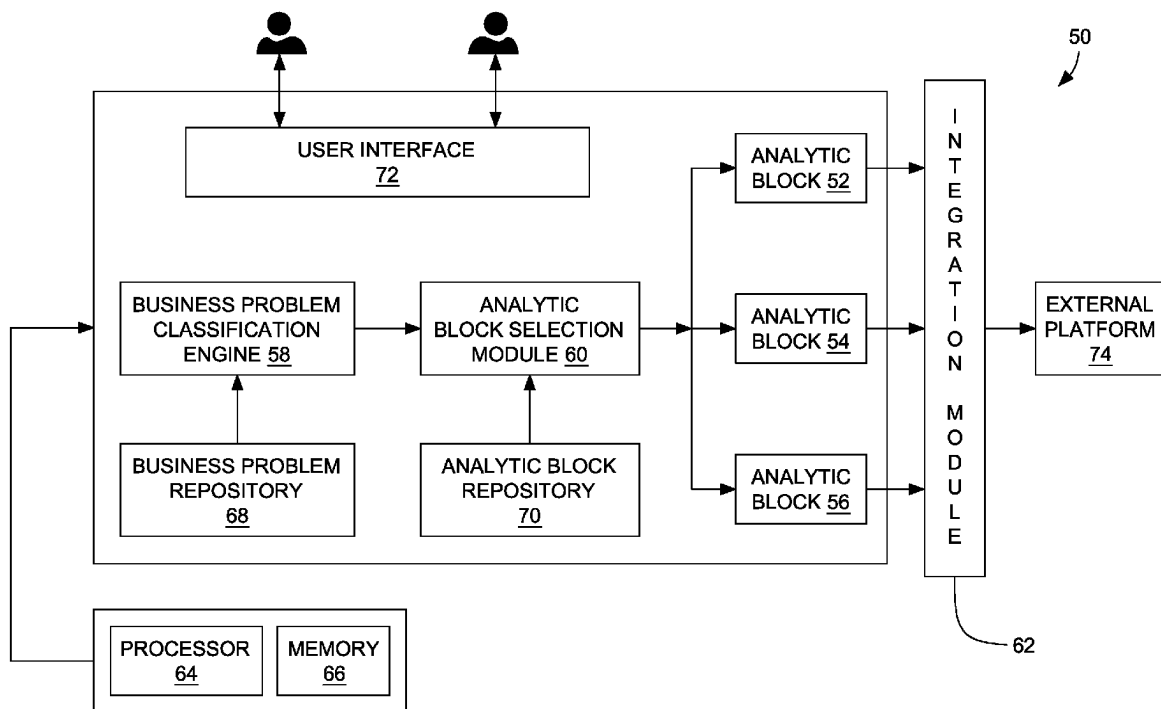 50
USER INTERFACE
72
ANALYTIC
BLOCK 52
BUSINESS PROBLEM
CLASSIFICATION
ENGINE 58
ANALYTIC
BLOCK SELECTION
MODULE 60
ANALYTIC
BLOCK 54
INTEGRATION MODULE
EXTERNAL
PLATFORM
74
BUSINESS PROBLEM
REPOSITORY
68
ANALYTIC BLOCK
REPOSITORY
70
ANALYTIC
BLOCK 56
PROCESSOR
64
MEMORY
66
62